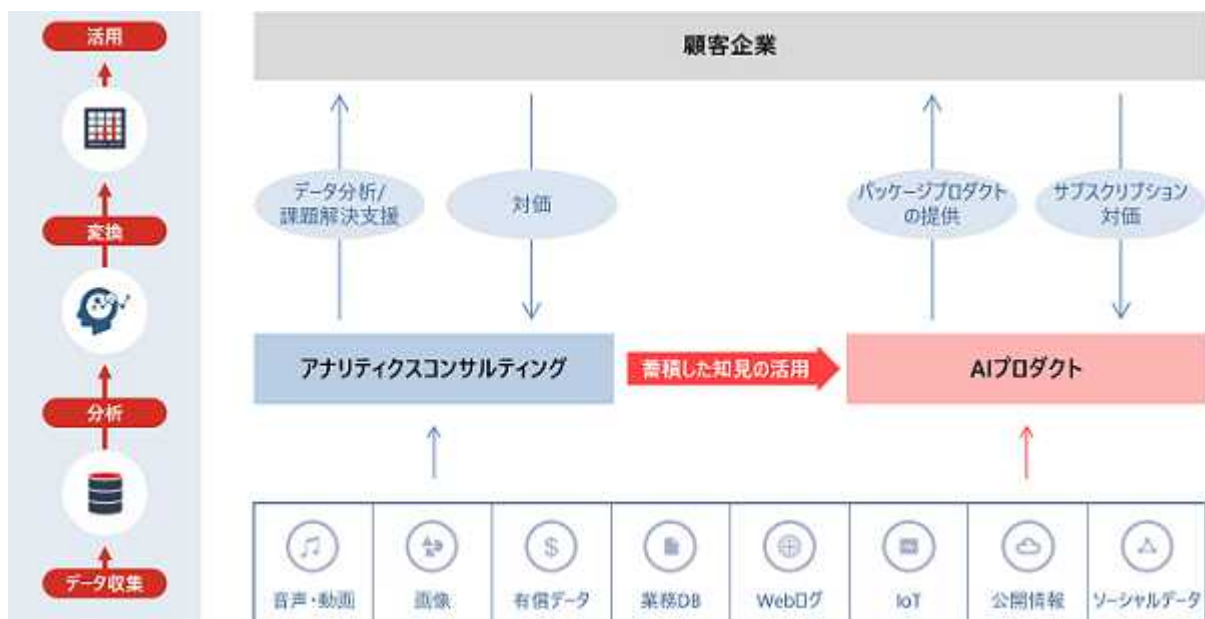 活用
変換
分析
データ収集
顧客企業
データ分析/
課題解決支援
対価
パッケージプロダクト
の提供
サブスクリプション
対価
アナリティクスコンサルティング
蓄積した知見の活用
AIプロダクト
音声・動画
画像
有償データ
業務DB
Webログ
IoT
公開情報
ソーシャルデータ